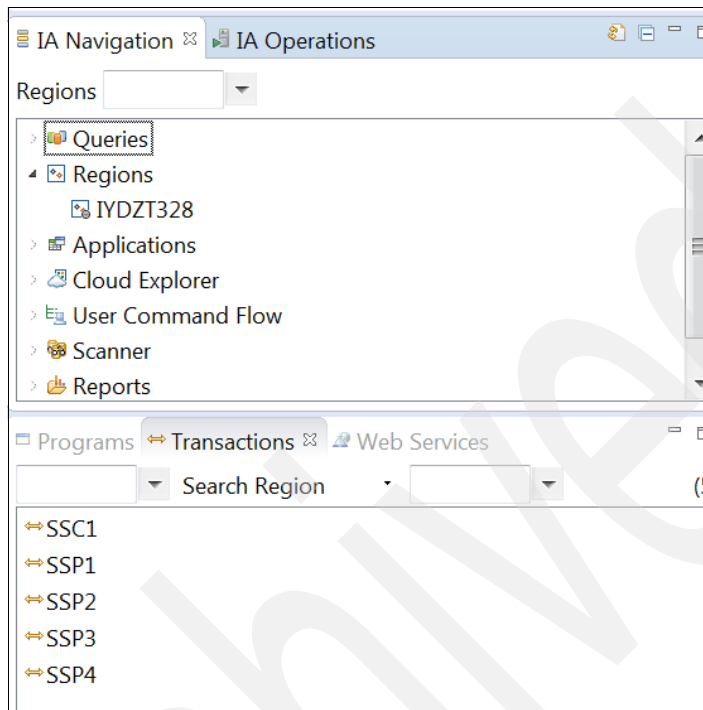 IA Navigation IA Operations
Regions
Queries
Regions
IYDZT328
Applications
Cloud Explorer
User Command Flow
Scanner
Reports
Programs Transactions Web Services
Search Region
SSC1
SSP1
SSP2
SSP3
SSP4